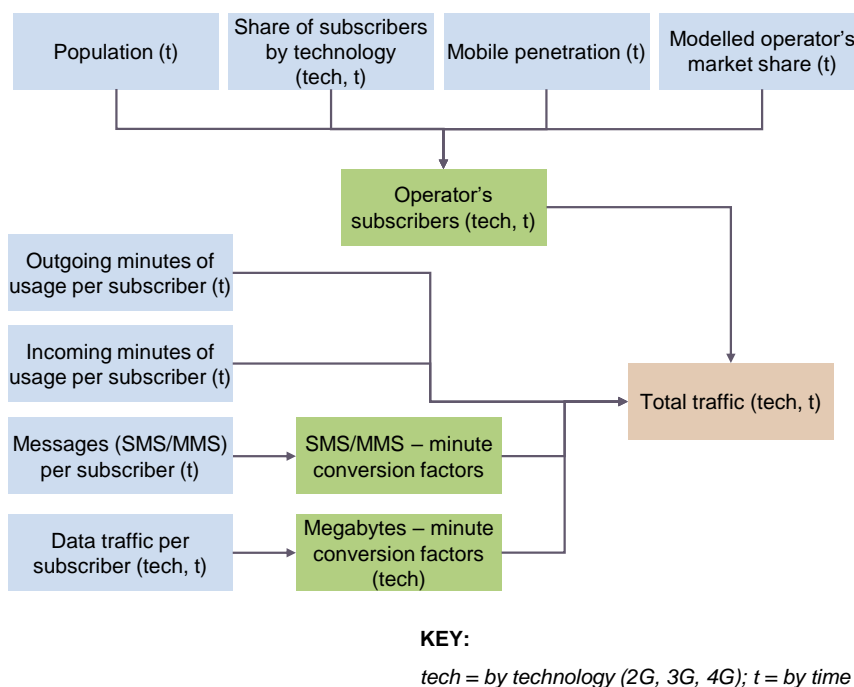 Population (t)
Share of subscribers
by technology
(tech, t)
Mobile penetration (t)
Modelled operator's
market share (t)
Operator's
subscribers (tech, t)
Outgoing minutes of
usage per subscriber (t)
Incoming minutes of
usage per subscriber (t)
Total traffic (tech, t)
Messages (SMS/MMS)
per subscriber (t)
SMS/MMS – minute
conversion factors
Data traffic per
subscriber (tech, t)
Megabytes – minute
conversion factors
(tech)
KEY:
tech = by technology (2G, 3G, 4G); t = by time